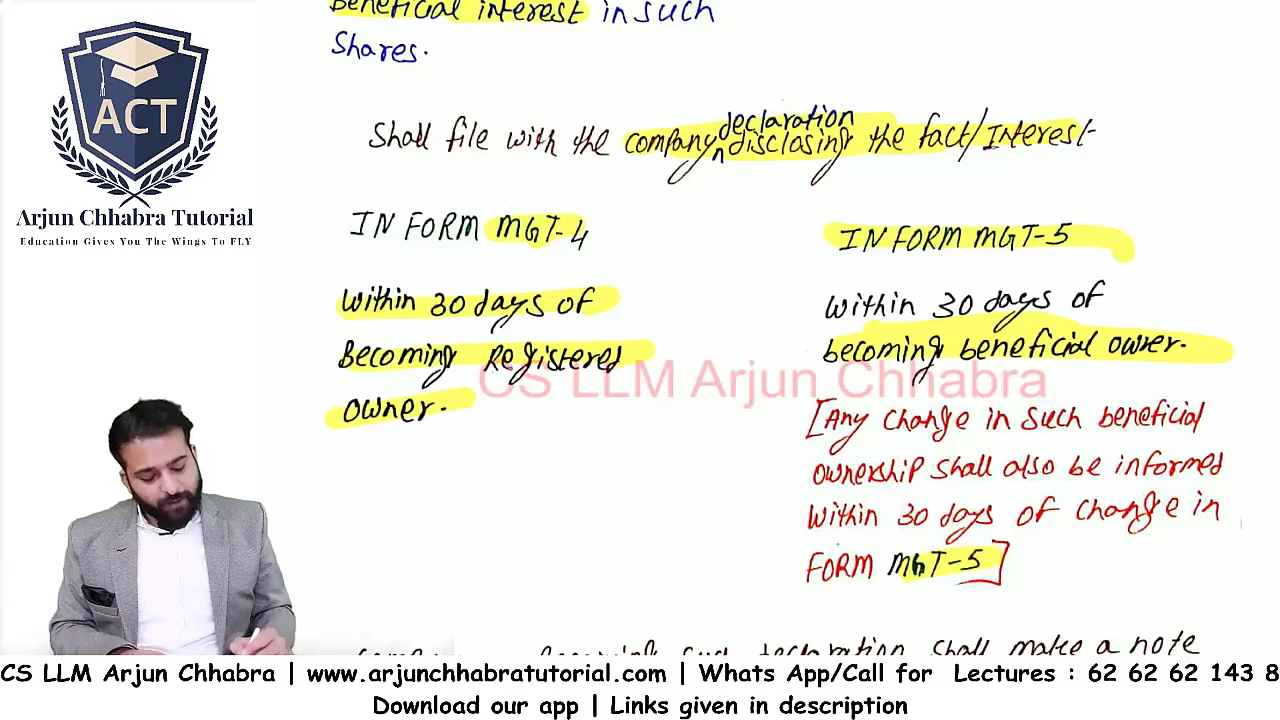 Beneficial interest in such
Shares.
declaration
Shall file with the company disclosing the fact/Interest
IN FORM MGT-4
IN FORM MGT-5
Within 30 days of
Becoming Registered
owner.
Within 30 days of
becoming beneficial owner.
[Any change in such beneficial
ownership shall also be informed
within 30 days of change in
FORM MGT-5]
such declaration shall make a note
CS LLM Arjun Chhabra
ACT
Arjun Chhabra Tutorial
Education Gives You The Wings To FLY
CS LLM Arjun Chhabra | www.arjunchhabratutorial.com | Whats App/Call for Lectures : 62 62 62 143 8
Download our app | Links given in description